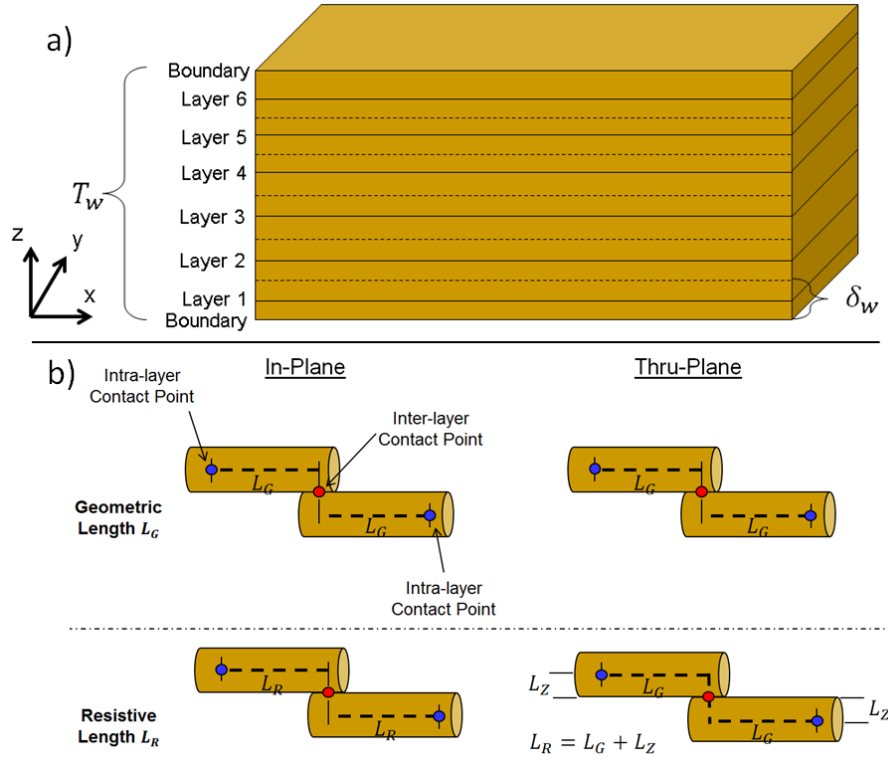 a)
Boundary
Layer 6
Layer 5
Layer 4
Layer 3
Layer 2
Layer 1
Boundary
T_w
z
y
x
δ_w
b)
In-Plane
Thru-Plane
Intra-layer
Contact Point
Inter-layer
Contact Point
Geometric
Length L_G
L_G
L_G
L_G
L_G
Intra-layer
Contact Point
Resistive
Length L_R
L_R
L_R
L_Z
L_G
L_Z
L_G
L_R = L_G + L_Z